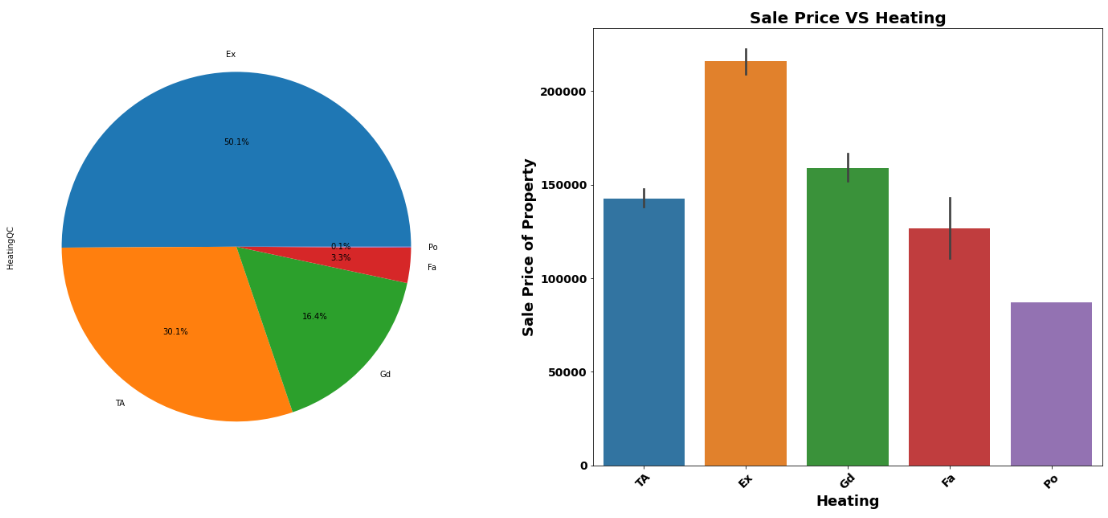 Ex
50.1%
HeatingQC
0.1%
Po
3.3%
Fa
16.4%
30.1%
Gd
TA
Sale Price VS Heating
Sale Price of Property
200000
150000
100000
50000
0
TA
Ex
Gd
Fa
Po
Heating